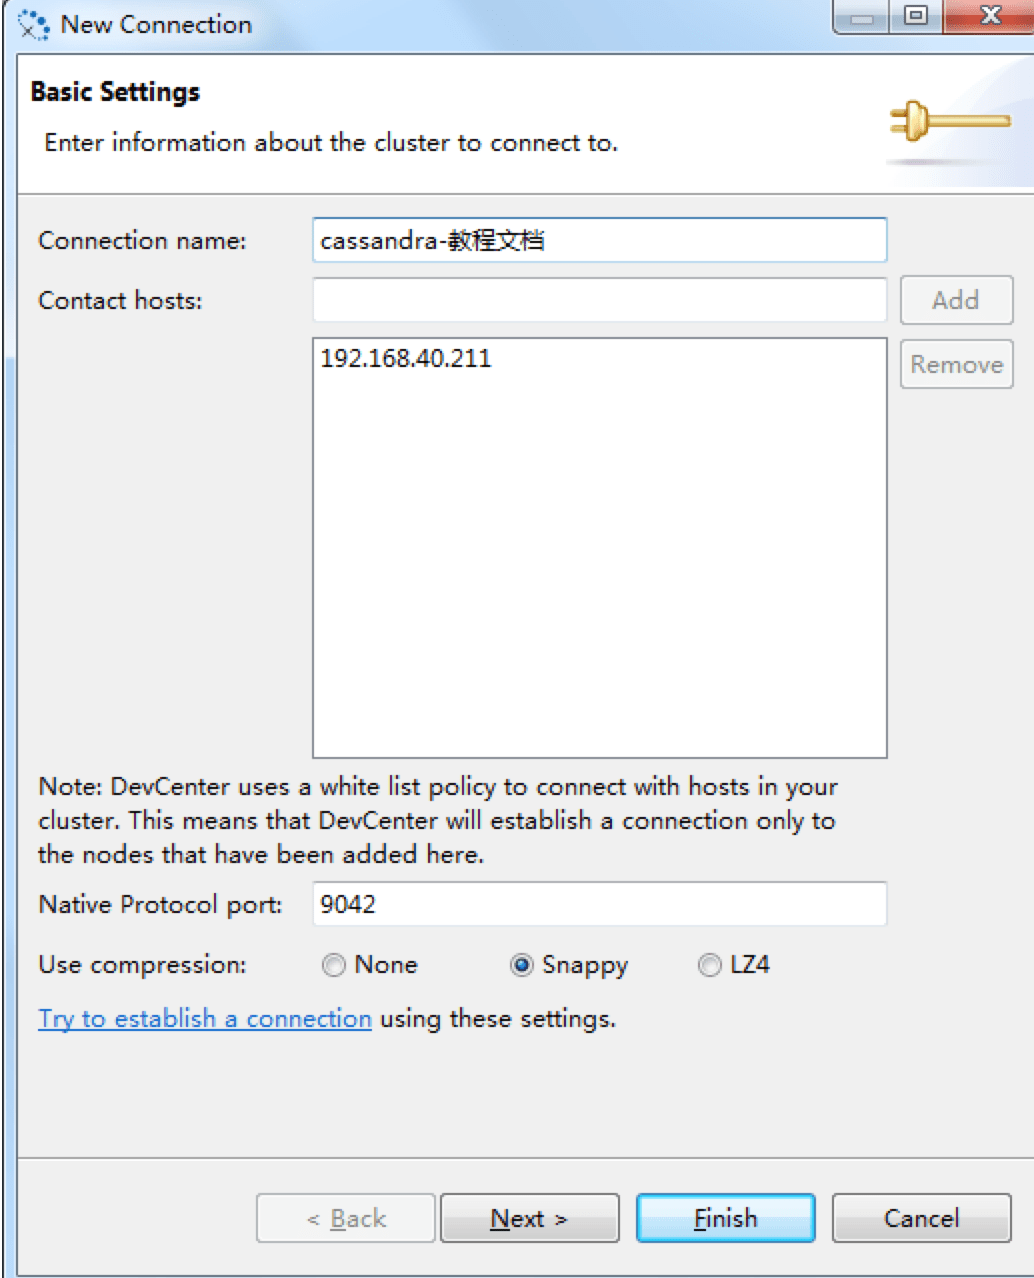 New Connection
Basic Settings
Enter information about the cluster to connect to.
Connection name: cassandra-教程文档
Contact hosts: Add
192.168.40.211
Remove
Note: DevCenter uses a white list policy to connect with hosts in your
cluster. This means that DevCenter will establish a connection only to
the nodes that have been added here.
Native Protocol port: 9042
Use compression: None Snappy LZ4
Try to establish a connection using these settings.
< Back Next > Finish Cancel